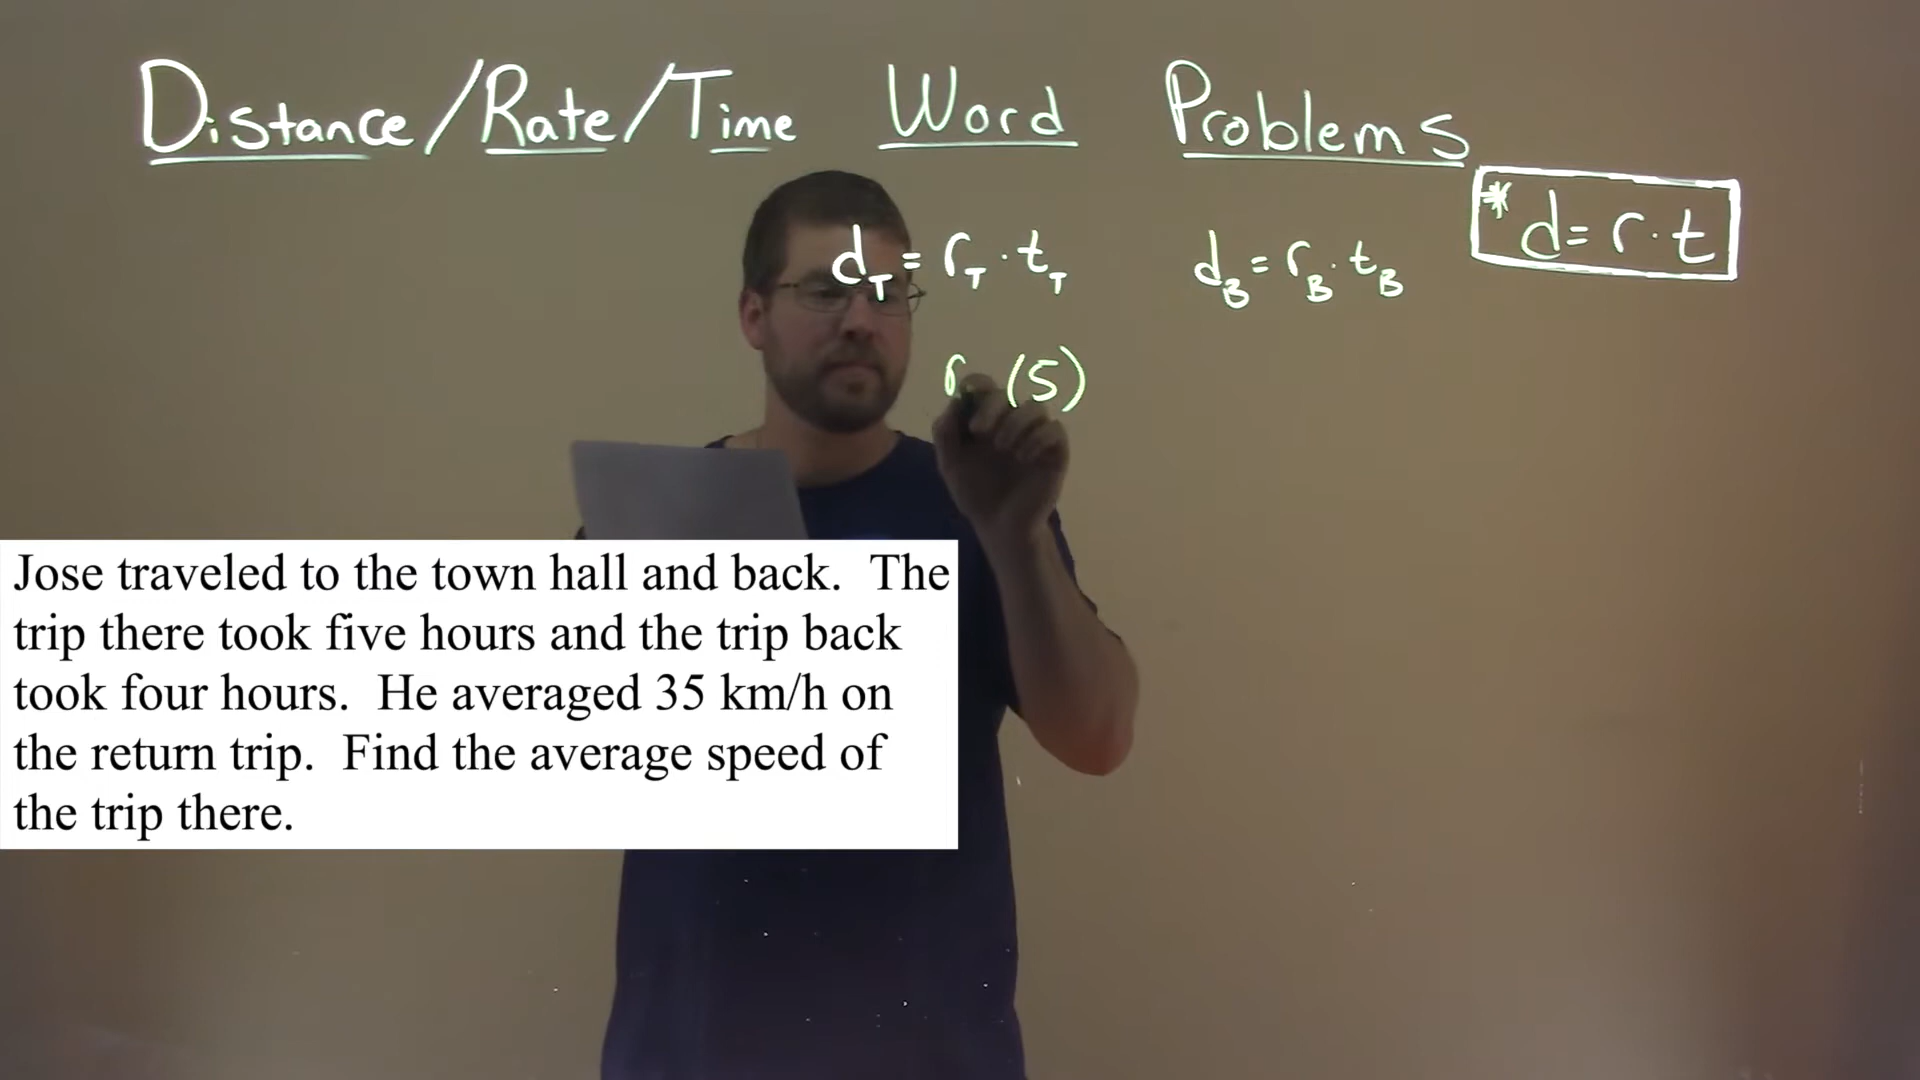 Distance/Rate/Time Word Problems
* d = r · t
d_T = r_T · t_T
d_B = r_B · t_B
r (5)
Jose traveled to the town hall and back. The
trip there took five hours and the trip back
took four hours. He averaged 35 km/h on
the return trip. Find the average speed of
the trip there.